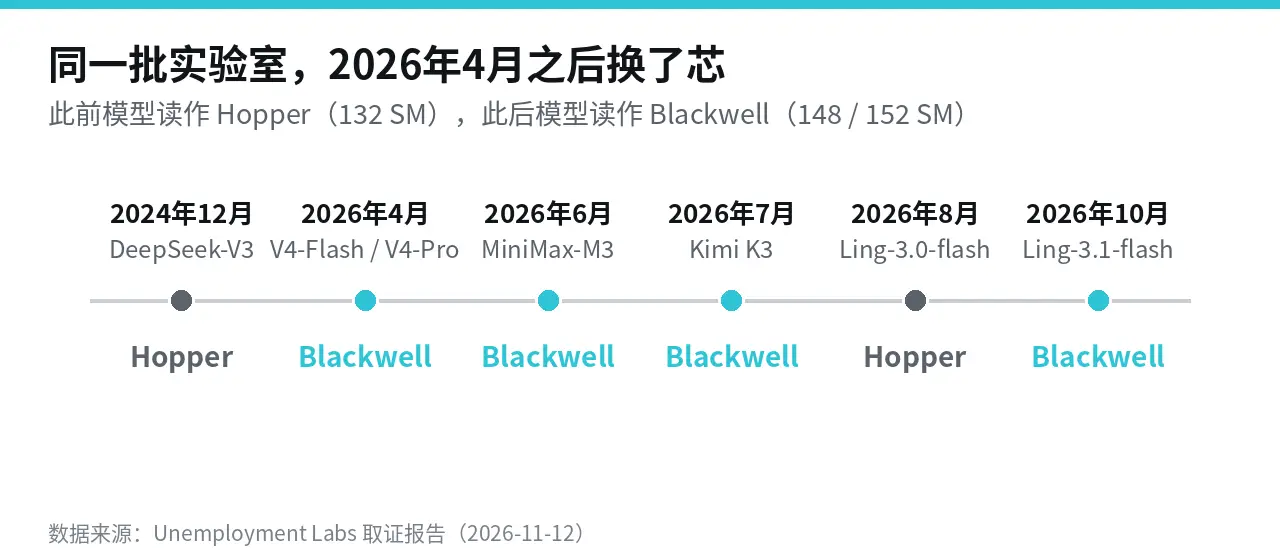 同一批实验室，2026年4月之后换了芯
此前模型读作 Hopper（132 SM），此后模型读作 Blackwell（148 / 152 SM）
2024年12月 2026年4月 2026年6月 2026年7月 2026年8月 2026年10月
DeepSeek-V3 V4-Flash / V4-Pro MiniMax-M3 Kimi K3 Ling-3.0-flash Ling-3.1-flash
Hopper Blackwell Blackwell Blackwell Hopper Blackwell
数据来源：Unemployment Labs 取证报告（2026-11-12）